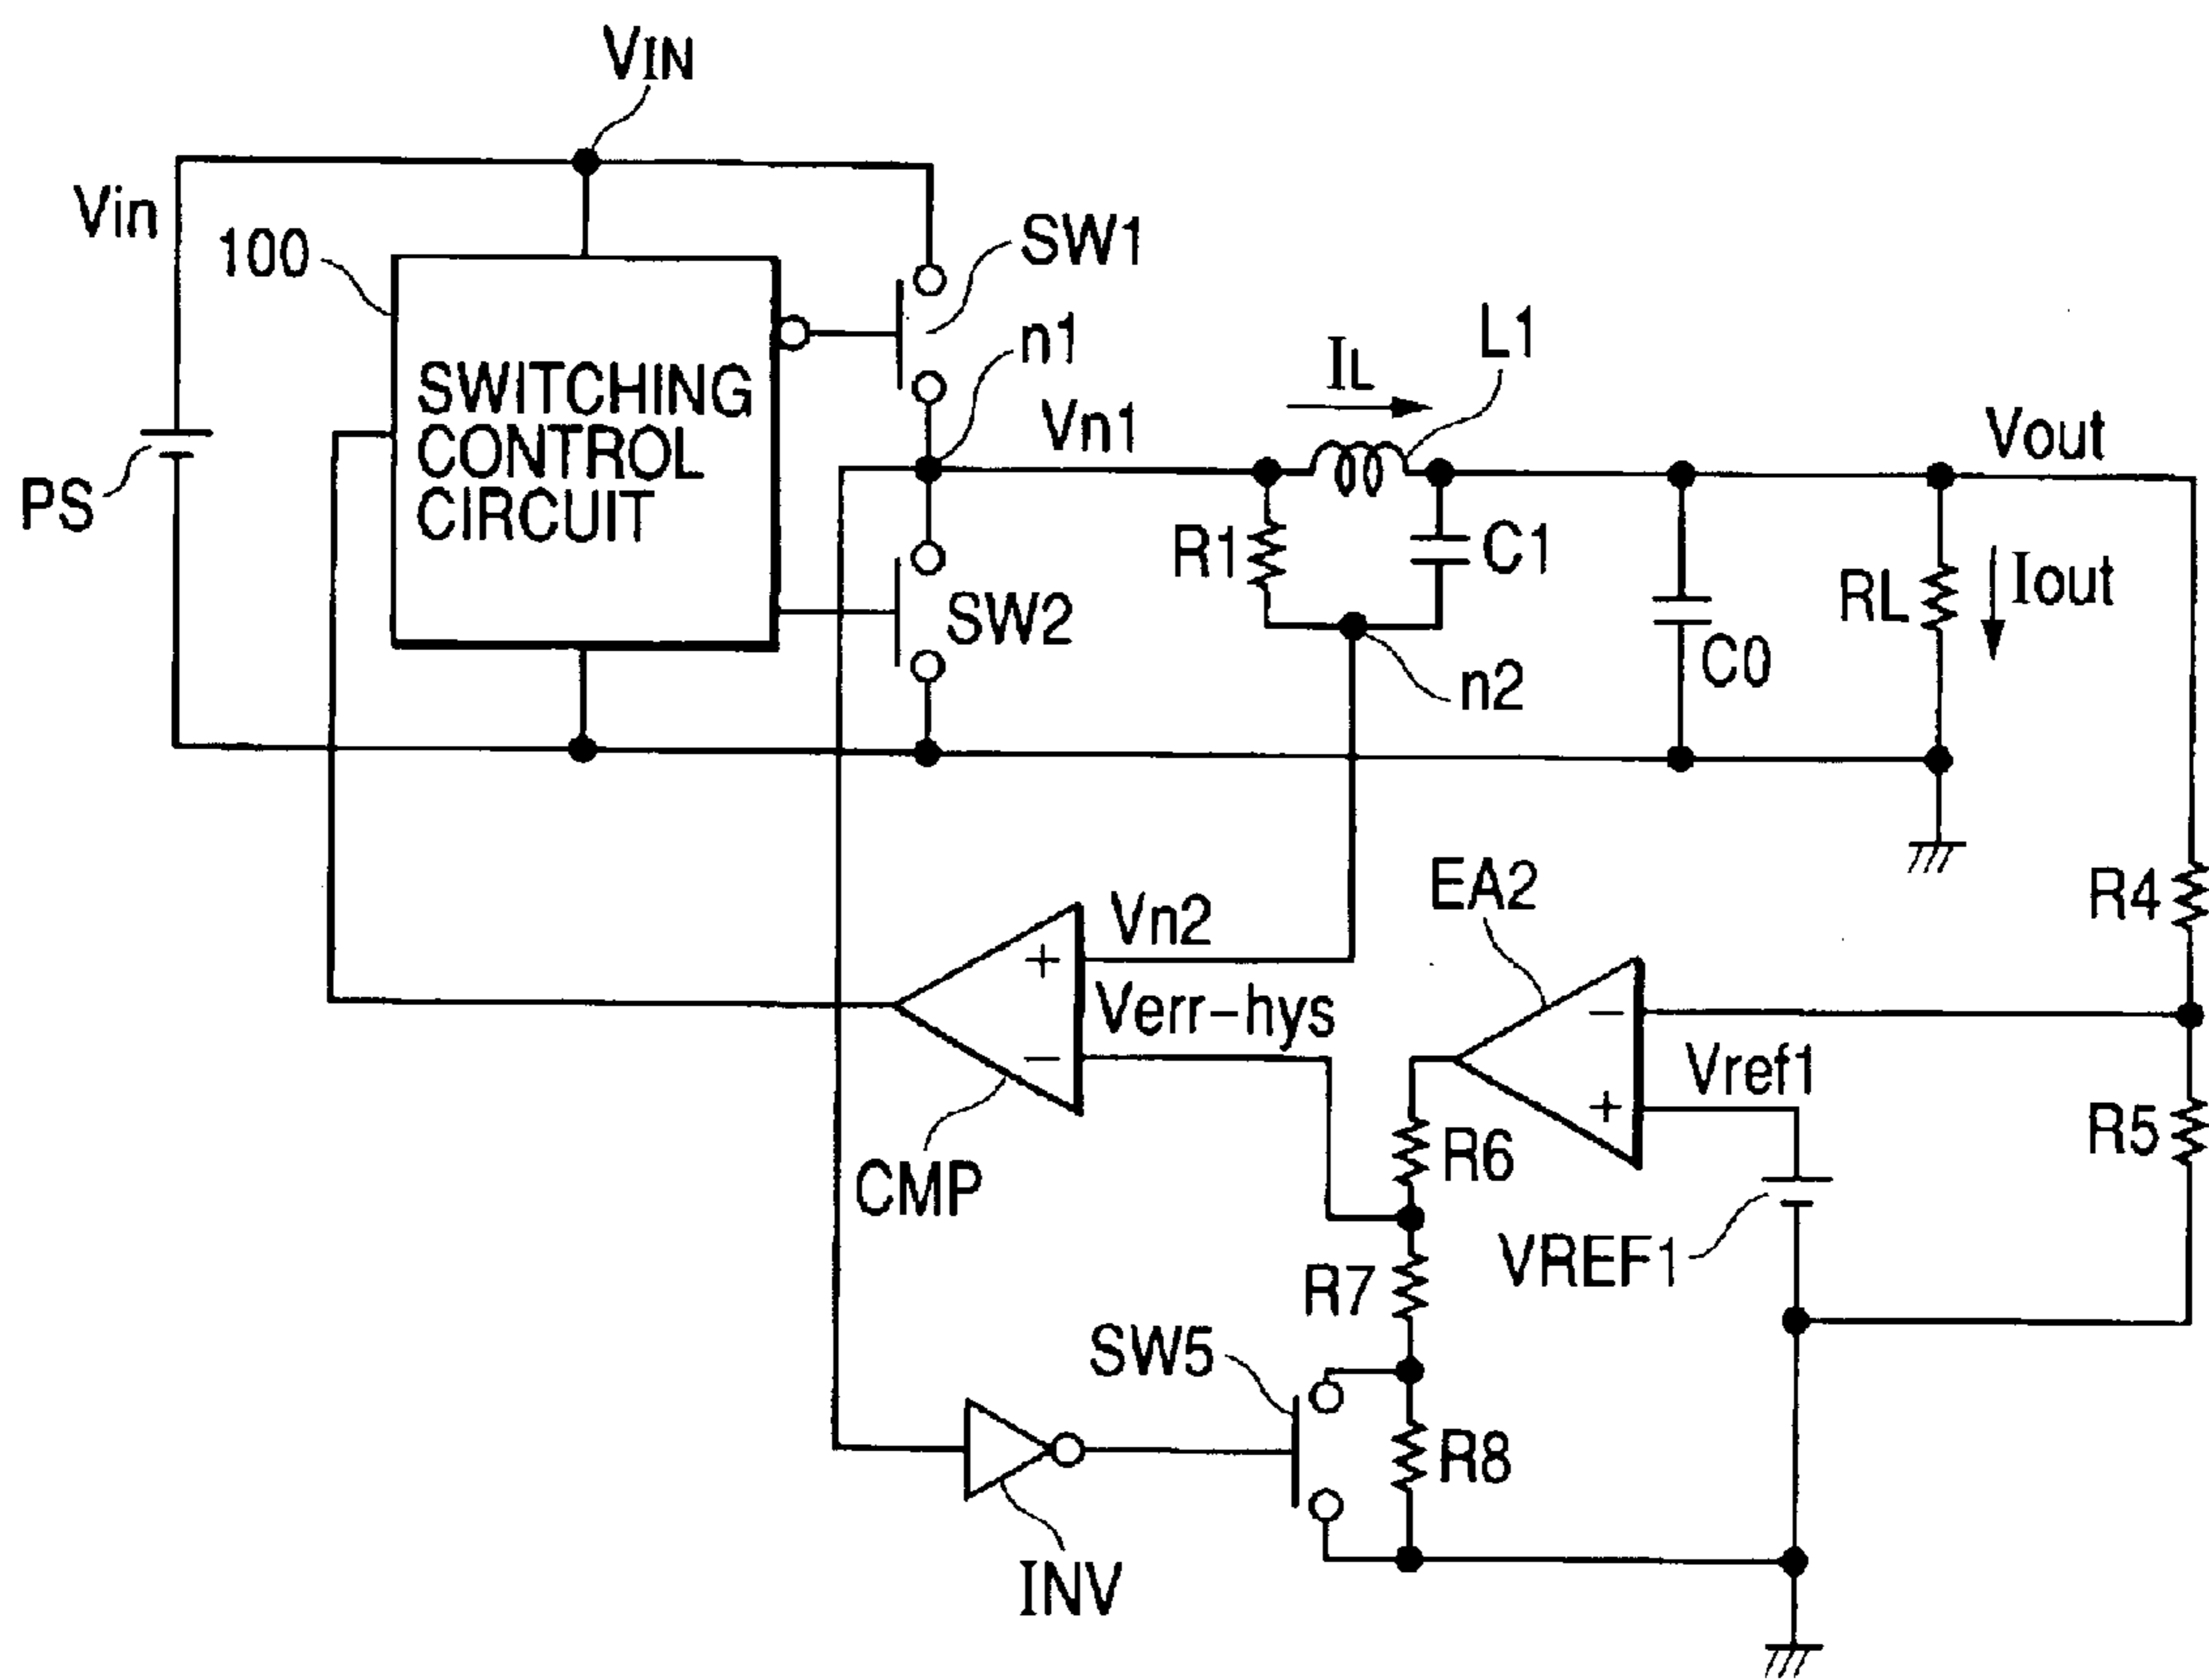 VIN
Vin
100
SW1
n1
L1
IL
Vn1
Vout
SWITCHING
CONTROL
CIRCUIT
PS
R1
C1
RL
Iout
SW2
C0
n2
EA2
R4
Vn2
+
Verr-hys
−
−
Vref1
+
R5
R6
CMP
VREF1
R7
SW5
R8
INV